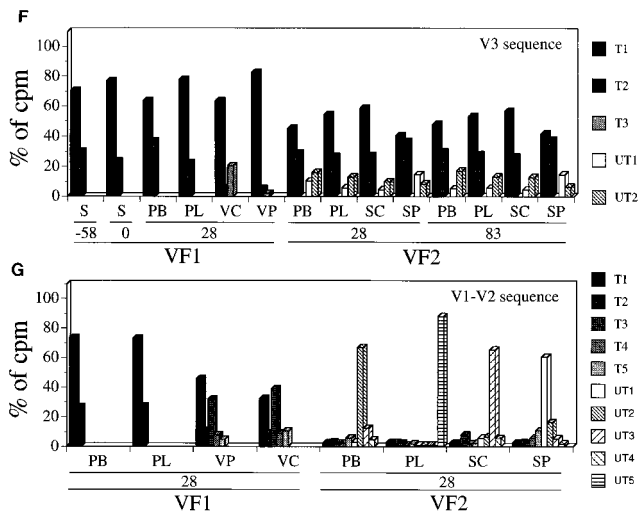 F
V3 sequence
% of cpm
100
80
60
40
20
0
T1
T2
T3
UT1
UT2
S S PB PL VC VP PB PL SC SP PB PL SC SP
-58 0 28 28 83
VF1 VF2
G
V1-V2 sequence
% of cpm
100
80
60
40
20
0
T1
T2
T3
T4
T5
UT1
UT2
UT3
UT4
UT5
PB PL VP VC PB PL SC SP
28 28
VF1 VF2